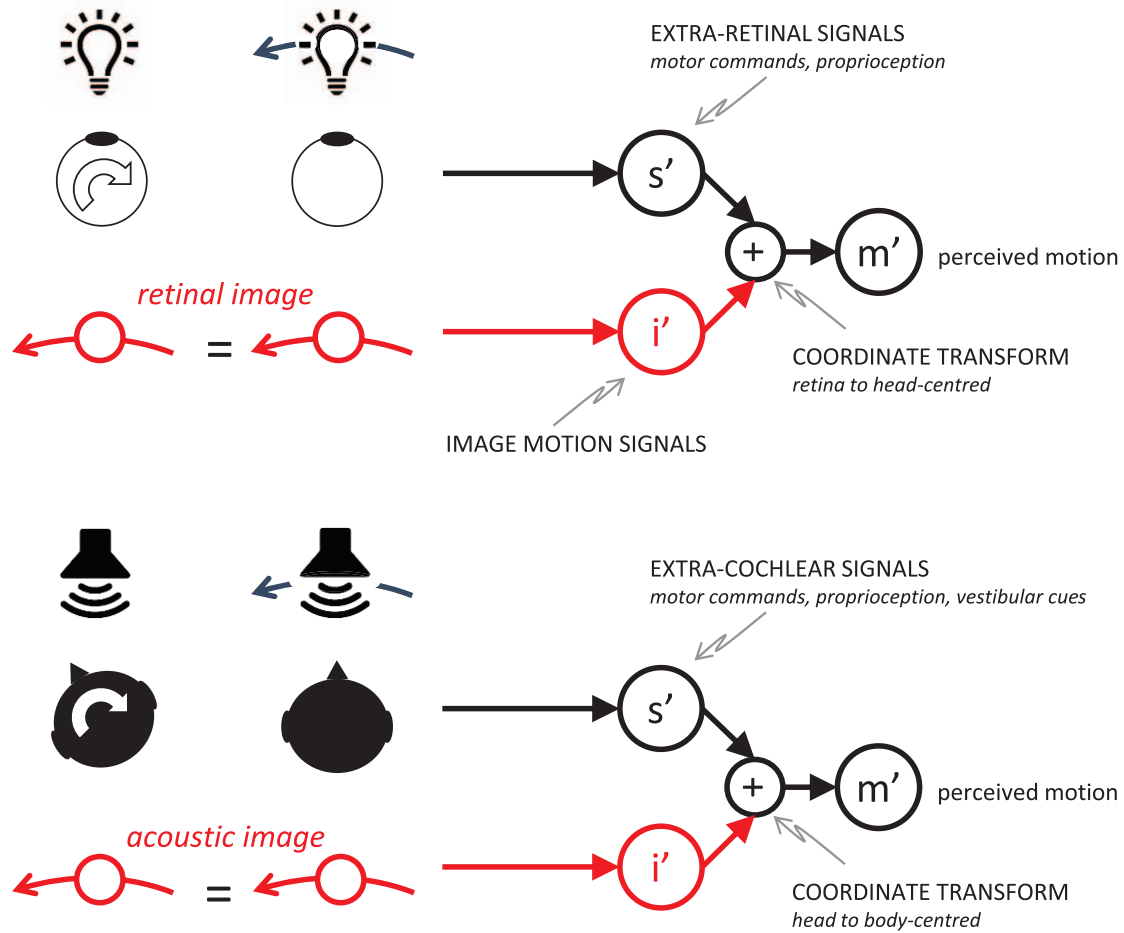 EXTRA-RETINAL SIGNALS
motor commands, proprioception
s’
+
m’
perceived motion
retinal image
=
i’
COORDINATE TRANSFORM
retina to head-centred
IMAGE MOTION SIGNALS
EXTRA-COCHLEAR SIGNALS
motor commands, proprioception, vestibular cues
s’
+
m’
perceived motion
acoustic image
=
i’
COORDINATE TRANSFORM
head to body-centred